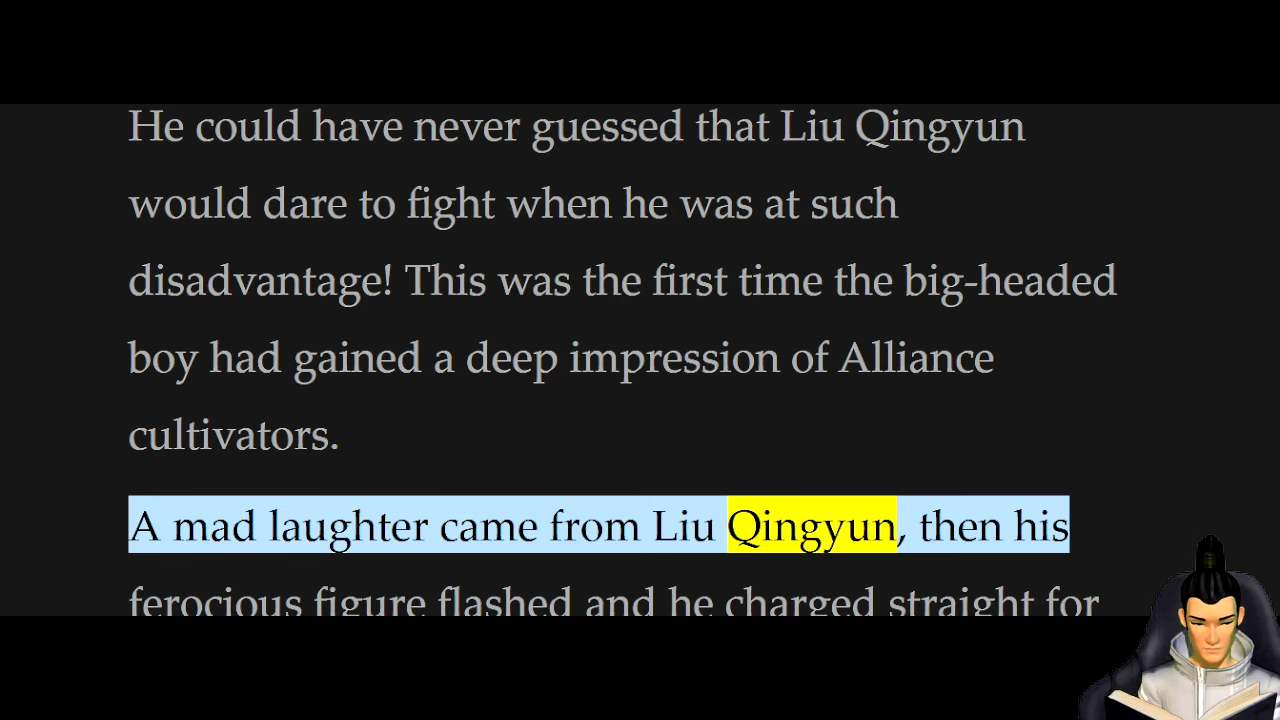 He could have never guessed that Liu Qingyun
would dare to fight when he was at such
disadvantage! This was the first time the big-headed
boy had gained a deep impression of Alliance
cultivators.
A mad laughter came from Liu Qingyun, then his
ferocious figure flashed and he charged straight for